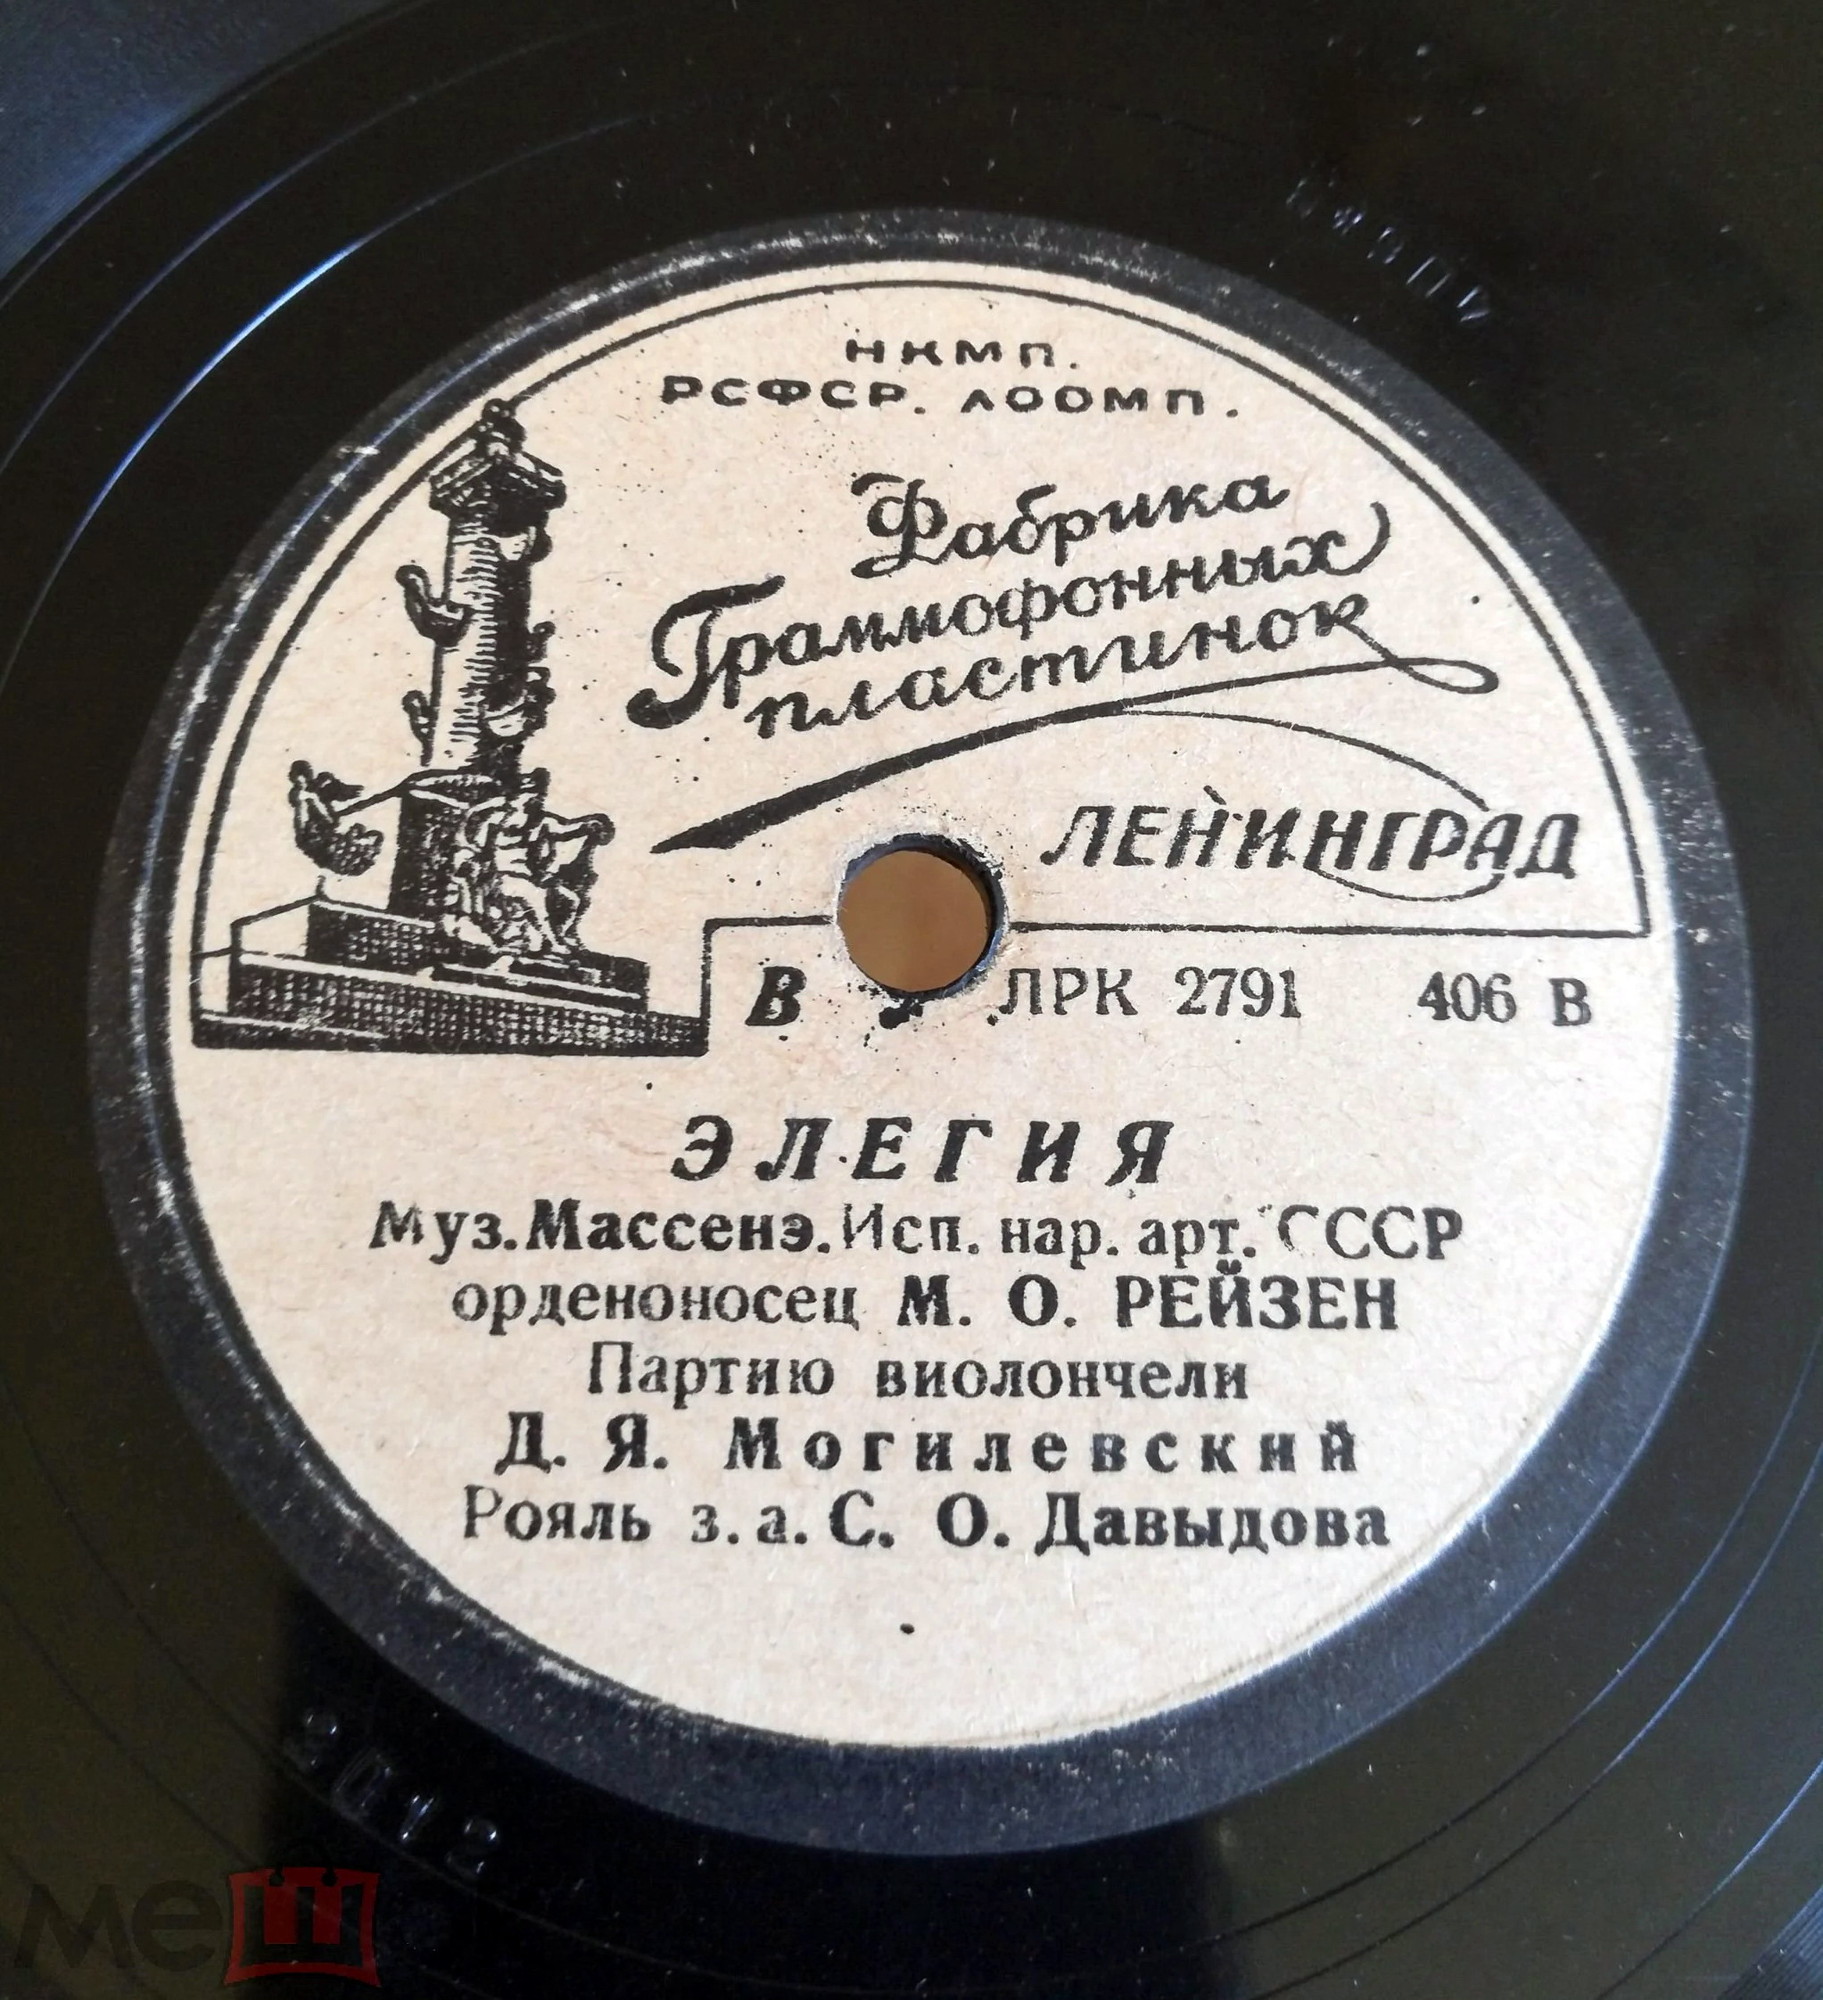 НКМП.
РСФСР. ЛООМП.
Фабрика
Граммофонных
пластинок
ЛЕНИНГРАД
В ЛРК 2791 406 В
ЭЛЕГИЯ
Муз. Массенэ. Исп. нар. арт. СССР
орденоносец М. О. РЕЙЗЕН
Партию виолончели
Д. Я. Могилевский
Рояль з. а. С. О. Давыдова
меш